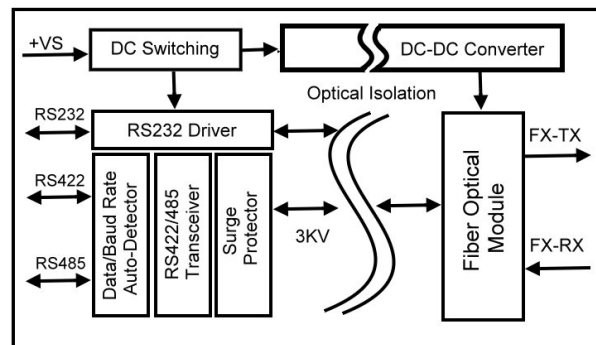 +VS
DC Switching
DC-DC Converter
Optical Isolation
RS232
RS232 Driver
FX-TX
RS422
Data/Baud Rate
Auto-Detector
RS422/485
Transceiver
Surge
Protector
3KV
Fiber Optical
Module
RS485
FX-RX